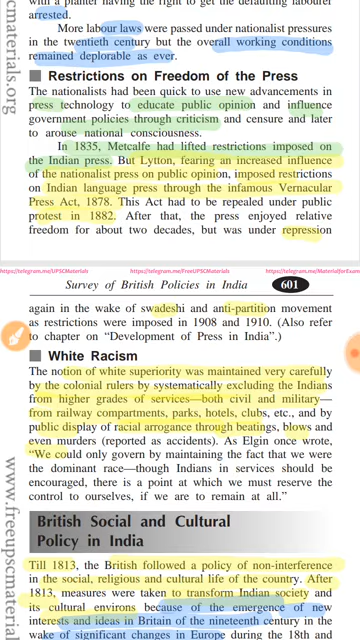 with a planter having the right to get the defaulting labourer
arrested.
More labour laws were passed under nationalist pressures
in the twentieth century but the overall working conditions
remained deplorable as ever.
Restrictions on Freedom of the Press
The nationalists had been quick to use new advancements in
press technology to educate public opinion and influence
government policies through criticism and censure and later
to arouse national consciousness.
In 1835, Metcalfe had lifted restrictions imposed on
the Indian press. But Lytton, fearing an increased influence
of the nationalist press on public opinion, imposed restrictions
on Indian language press through the infamous Vernacular
Press Act, 1878. This Act had to be repealed under public
protest in 1882. After that, the press enjoyed relative
freedom for about two decades, but was under repression
https://telegram.me/UPSCMaterials https://telegram.me/FreeUPSCMaterials https://telegram.me/MaterialforExam
Survey of British Policies in India 601
again in the wake of swadeshi and anti-partition movement
as restrictions were imposed in 1908 and 1910. (Also refer
to chapter on “Development of Press in India”.)
White Racism
The notion of white superiority was maintained very carefully
by the colonial rulers by systematically excluding the Indians
from higher grades of services—both civil and military—
from railway compartments, parks, hotels, clubs, etc., and by
public display of racial arrogance through beatings, blows and
even murders (reported as accidents). As Elgin once wrote,
“We could only govern by maintaining the fact that we were
the dominant race—though Indians in services should be
encouraged, there is a point at which we must reserve the
control to ourselves, if we are to remain at all.”
British Social and Cultural
Policy in India
Till 1813, the British followed a policy of non-interference
in the social, religious and cultural life of the country. After
1813, measures were taken to transform Indian society and
its cultural environs because of the emergence of new
interests and ideas in Britain of the nineteenth century in the
wake of significant changes in Europe during the 18th and
pscmaterials.org
www.freeupscmaterials